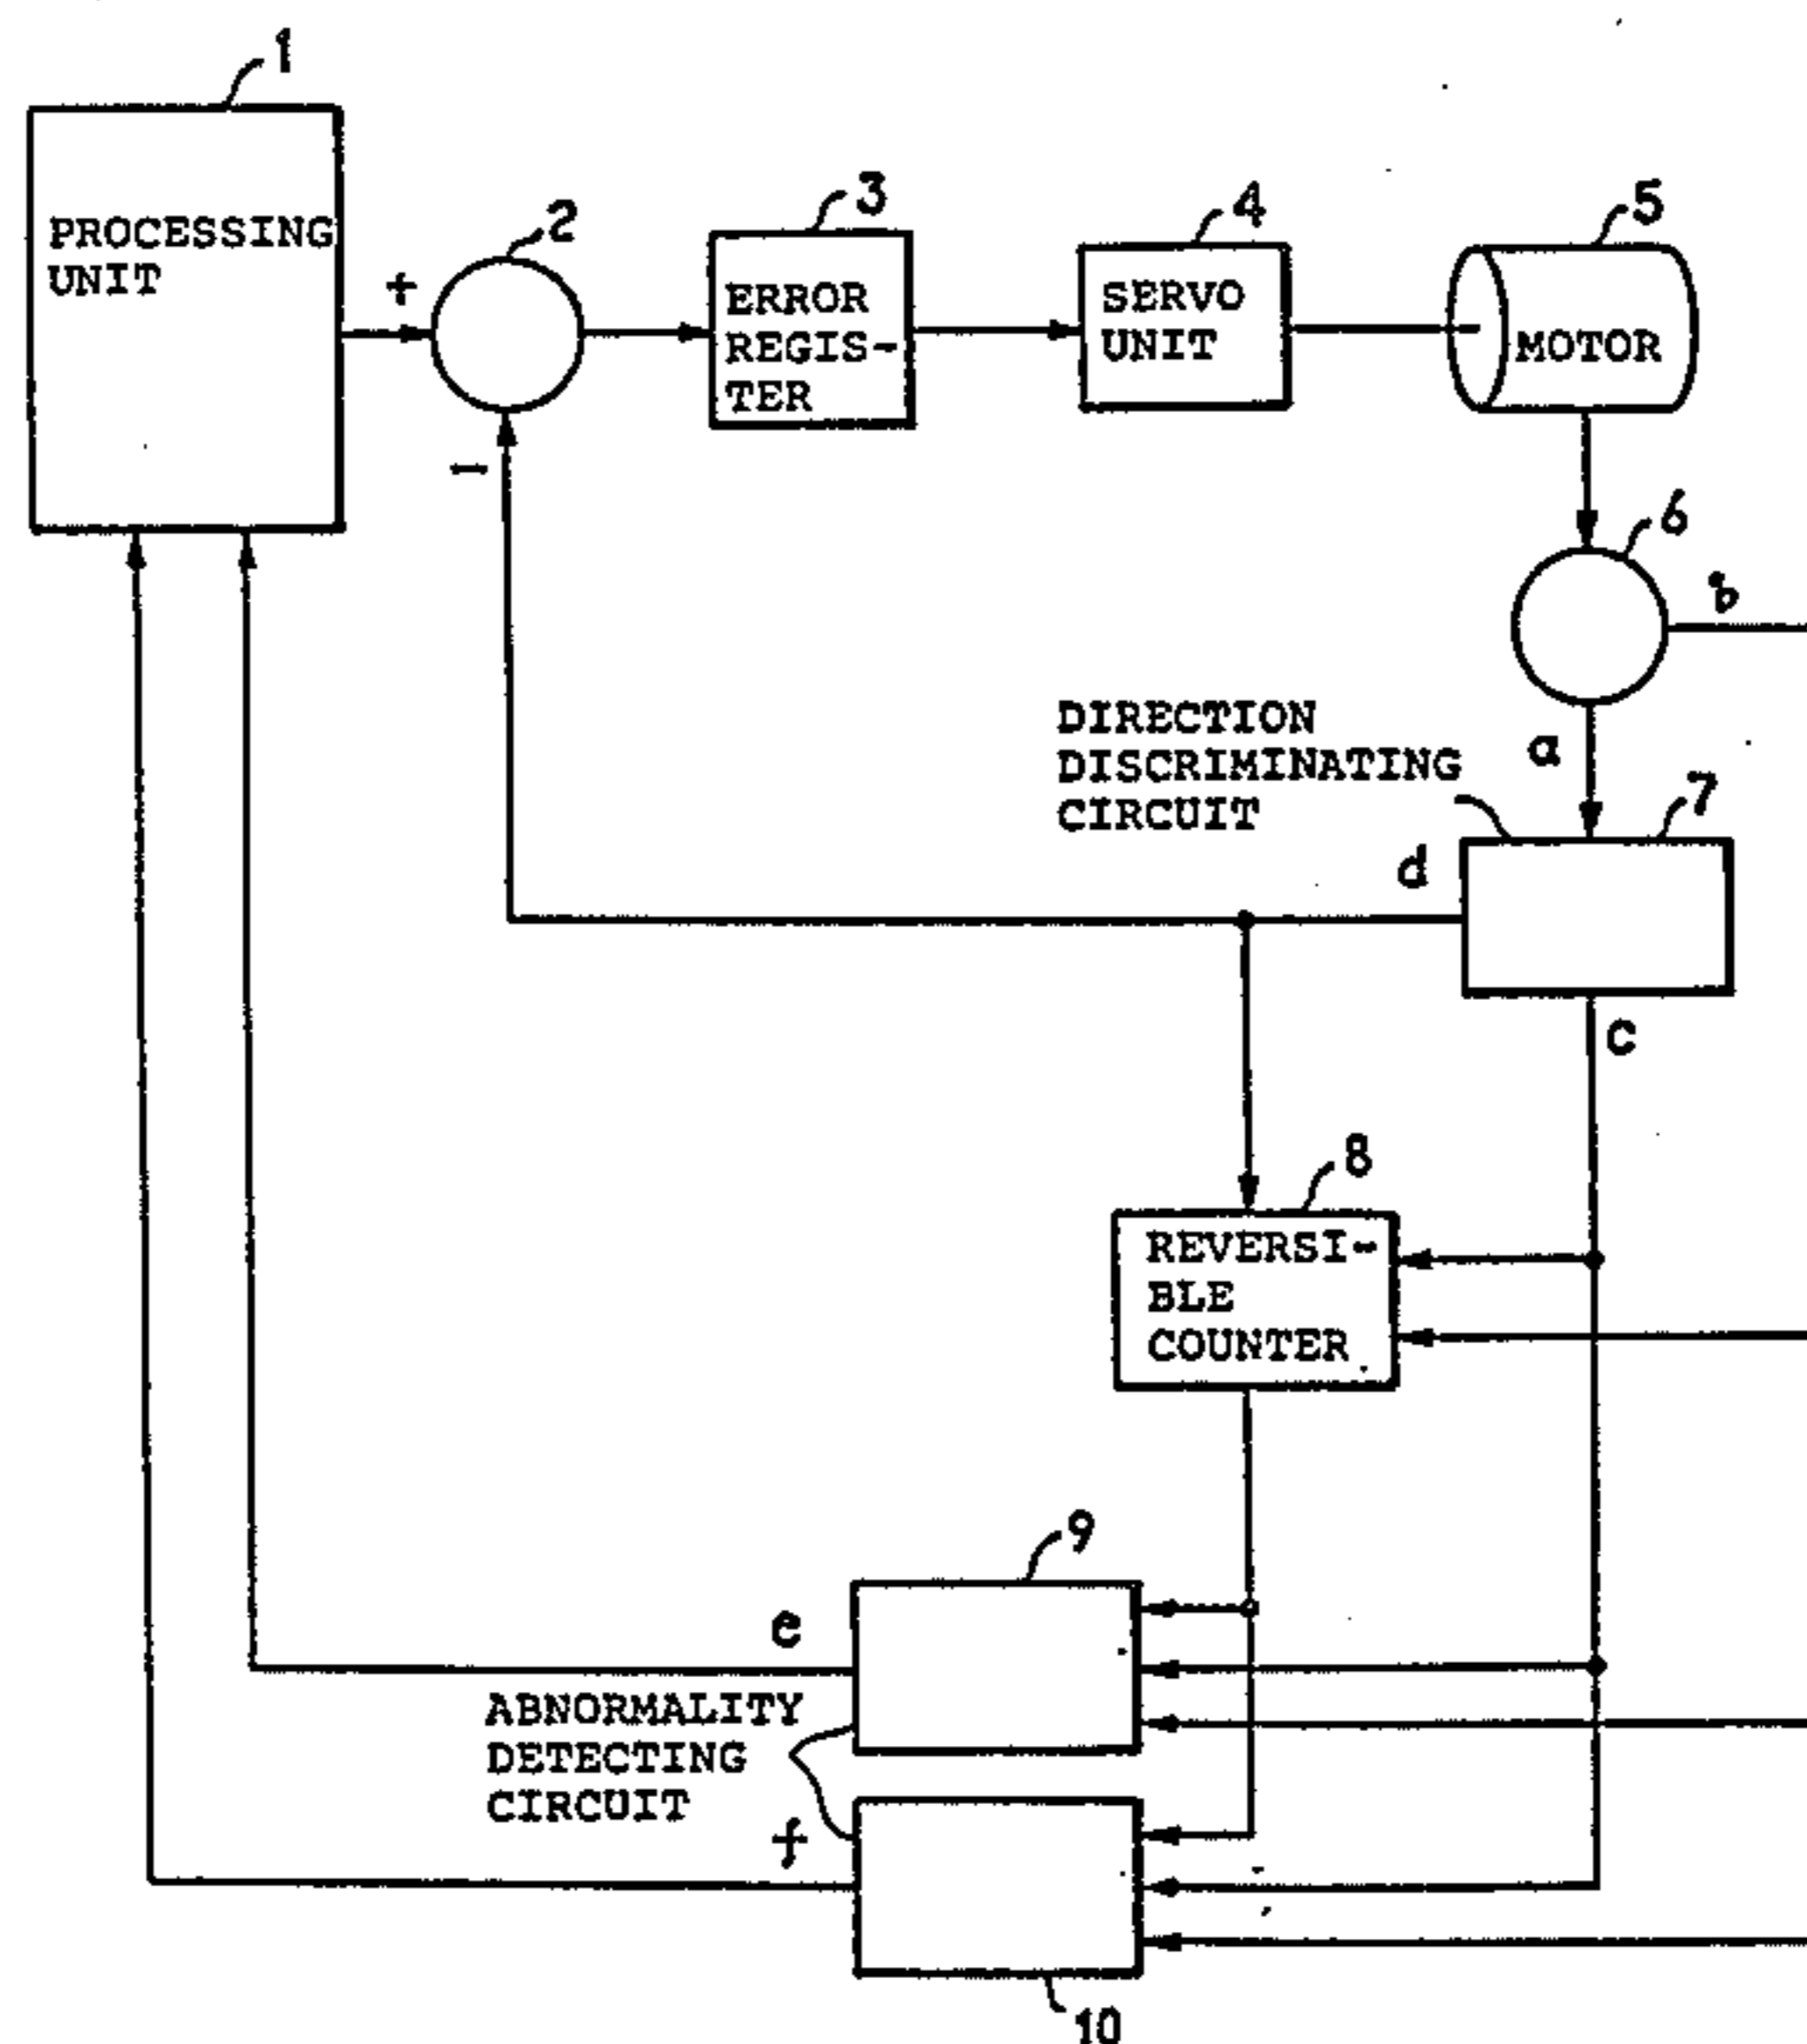 1
PROCESSING
UNIT
+
2
−
3
ERROR
REGIS-
TER
4
SERVO
UNIT
5
MOTOR
6
b
a
DIRECTION
DISCRIMINATING
CIRCUIT
7
d
c
8
REVERSI-
BLE
COUNTER
9
e
ABNORMALITY
DETECTING
CIRCUIT
f
10